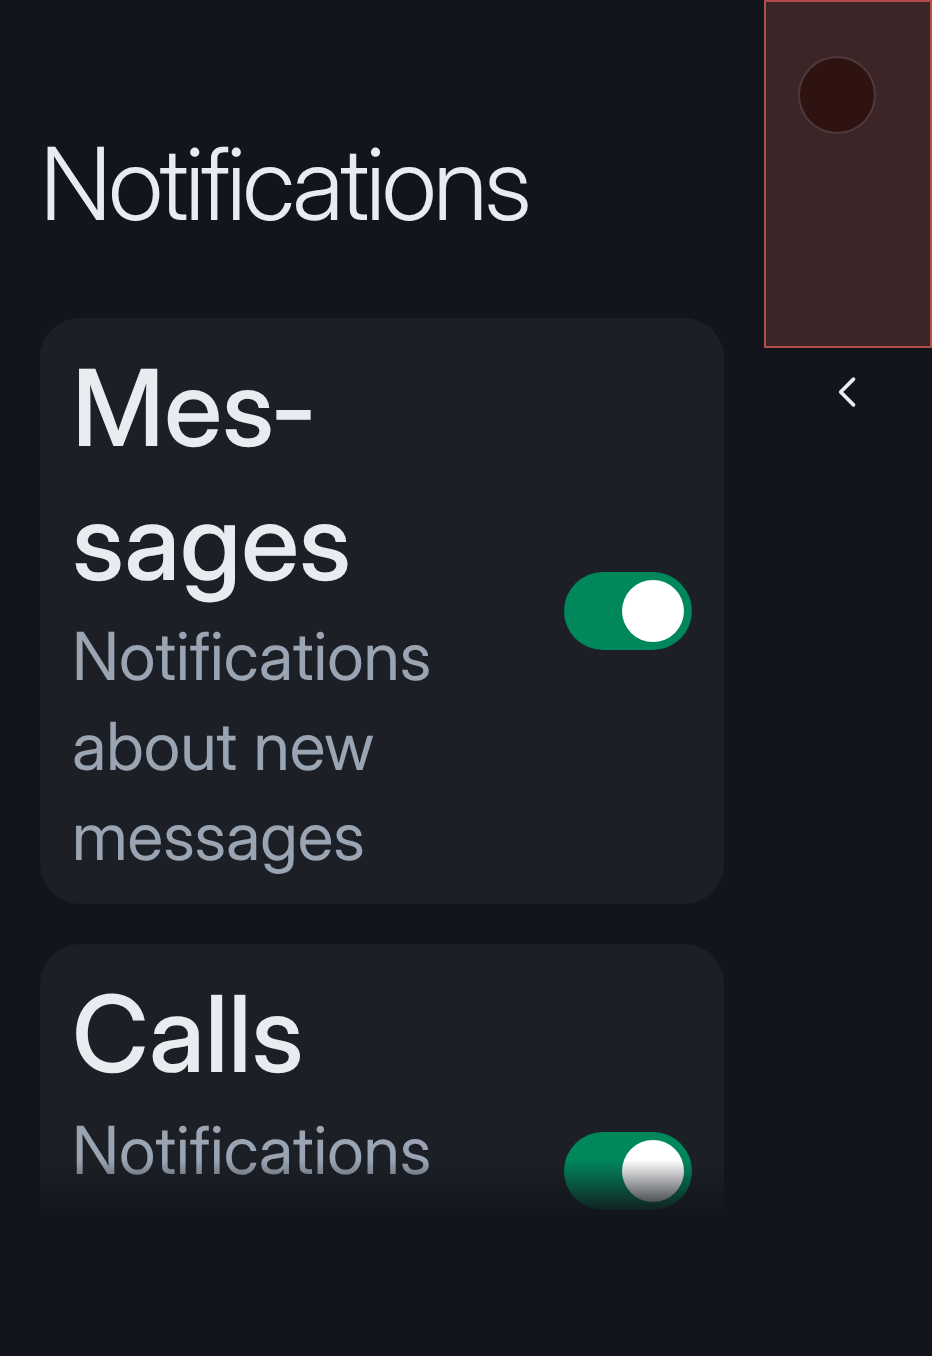 Notifications
Mes-
sages
Notifications
about new
messages
Calls
Notifications